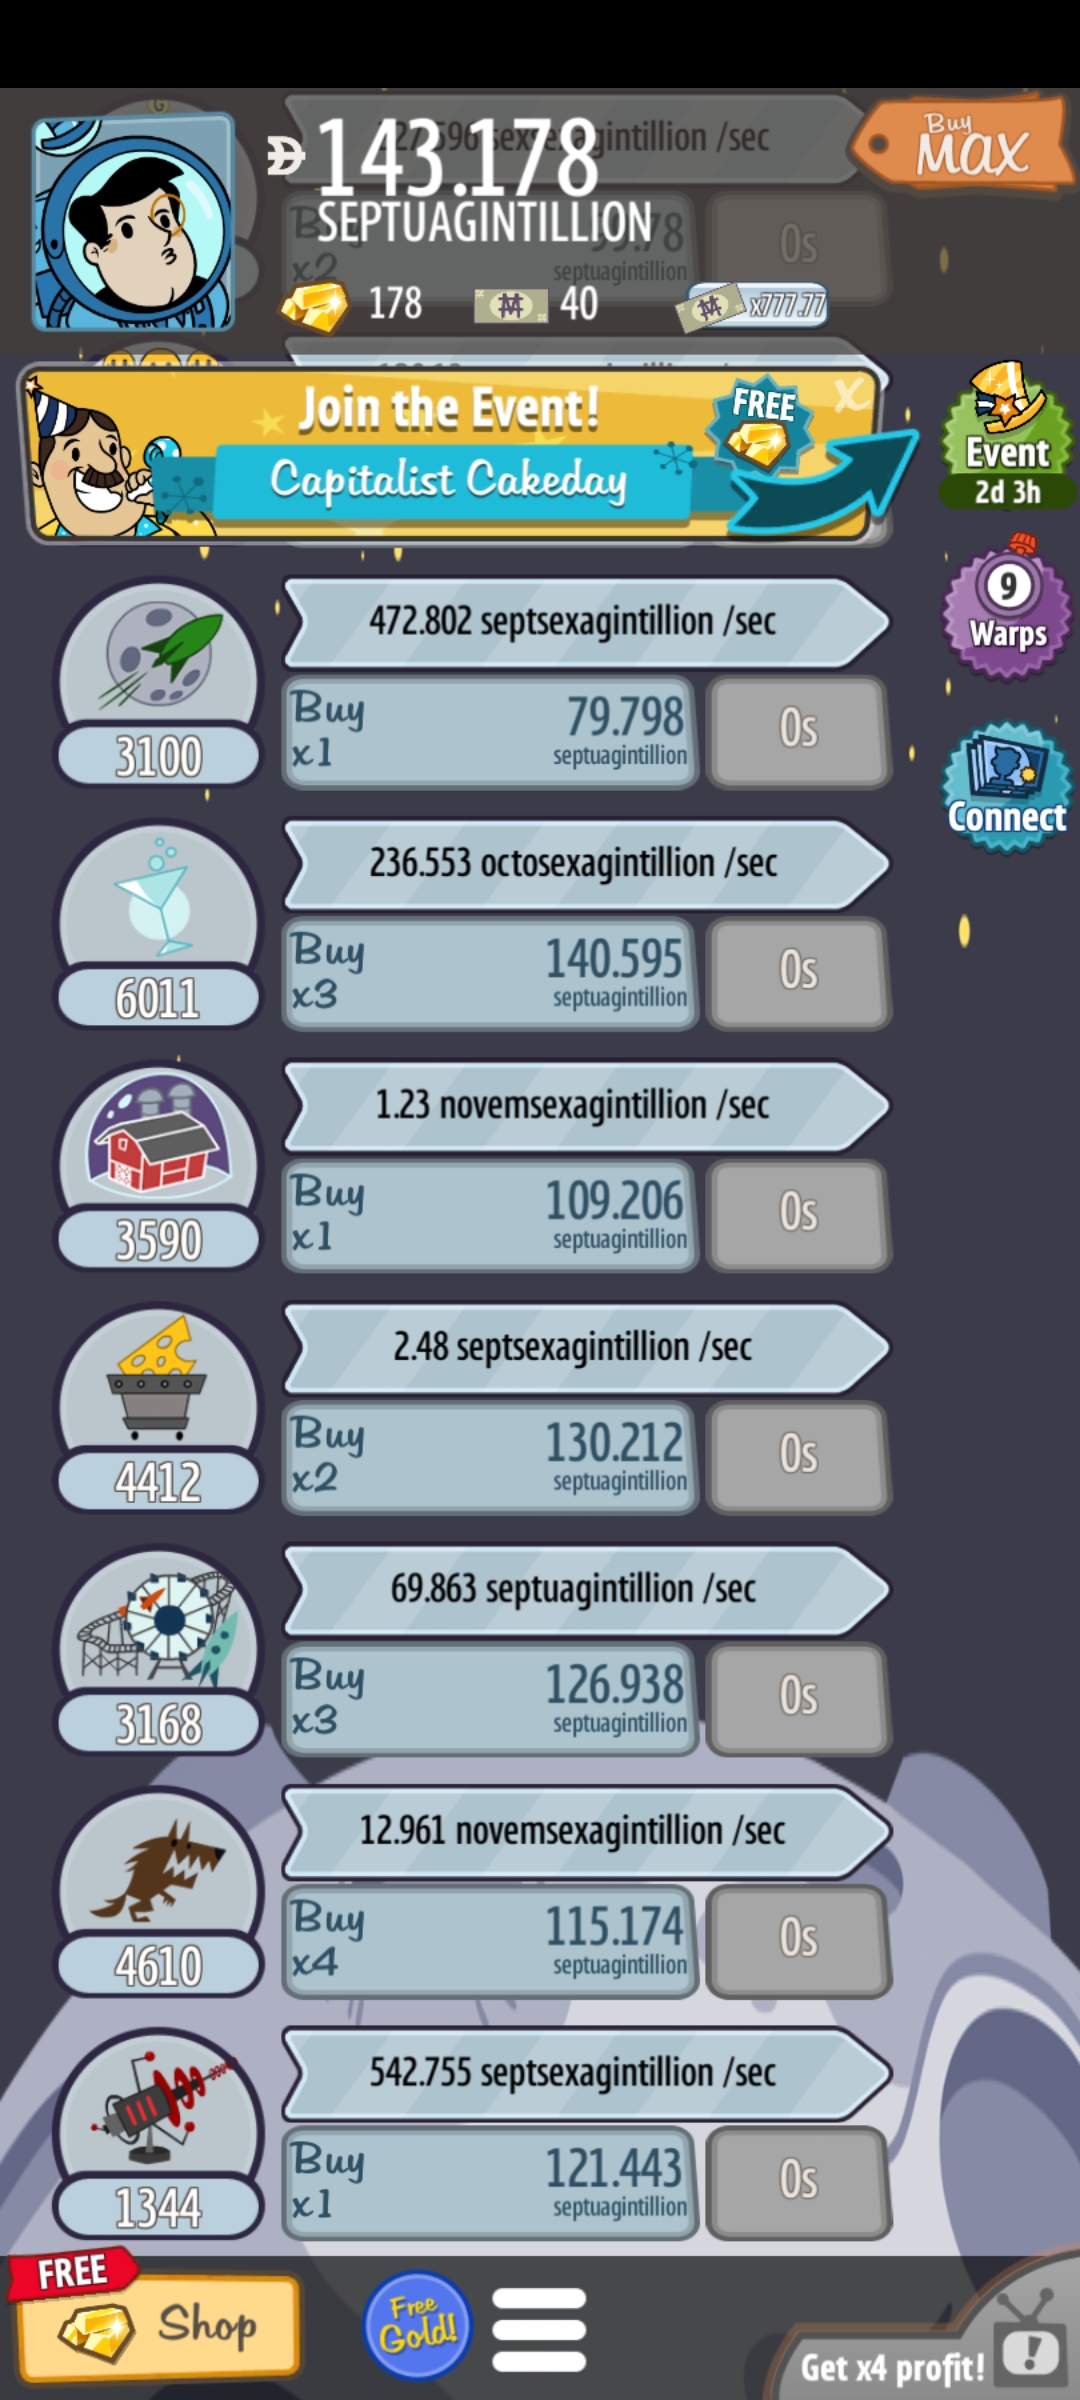 143.178
SEPTUAGINTILLION
Buy
MAX
178
40
x777.77
/sec
Buy
x2
septuagintillion
0s
Join the Event!
Capitalist Cakeday
FREE
X
Event
2d 3h
9
Warps
Connect
472.802 septsexagintillion /sec
Buy
x1
79.798
septuagintillion
0s
3100
236.553 octosexagintillion /sec
Buy
x3
140.595
septuagintillion
0s
6011
1.23 novemsexagintillion /sec
Buy
x1
109.206
septuagintillion
0s
3590
2.48 septsexagintillion /sec
Buy
x2
130.212
septuagintillion
0s
4412
69.863 septuagintillion /sec
Buy
x3
126.938
septuagintillion
0s
3168
12.961 novemsexagintillion /sec
Buy
x4
115.174
septuagintillion
0s
4610
542.755 septsexagintillion /sec
Buy
x1
121.443
septuagintillion
0s
1344
FREE
Shop
Free
Gold!
Get x4 profit!